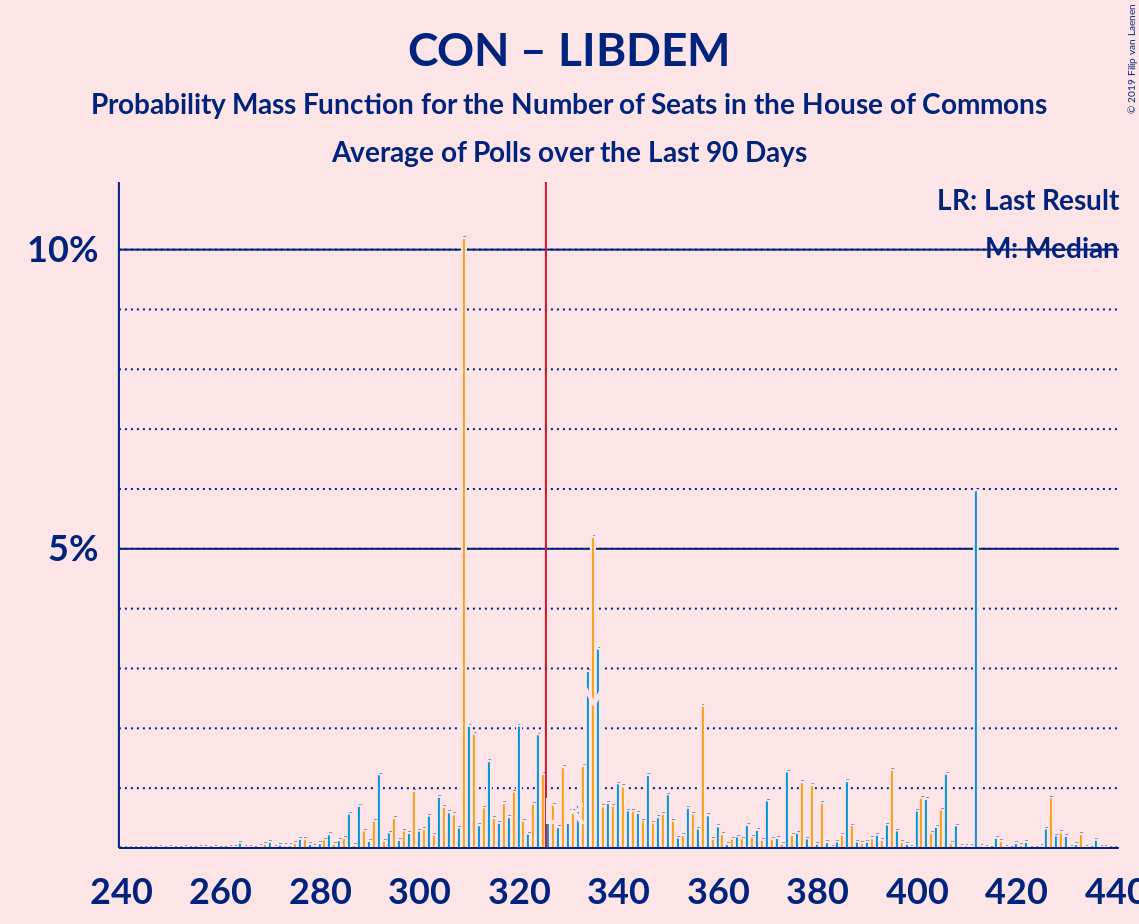 CON – LIBDEM
Probability Mass Function for the Number of Seats in the House of Commons
Average of Polls over the Last 90 Days
© 2019 Filip van Laenen
LR: Last Result
M: Median
10%
5%
240 260 280 300 320 340 360 380 400 420 440